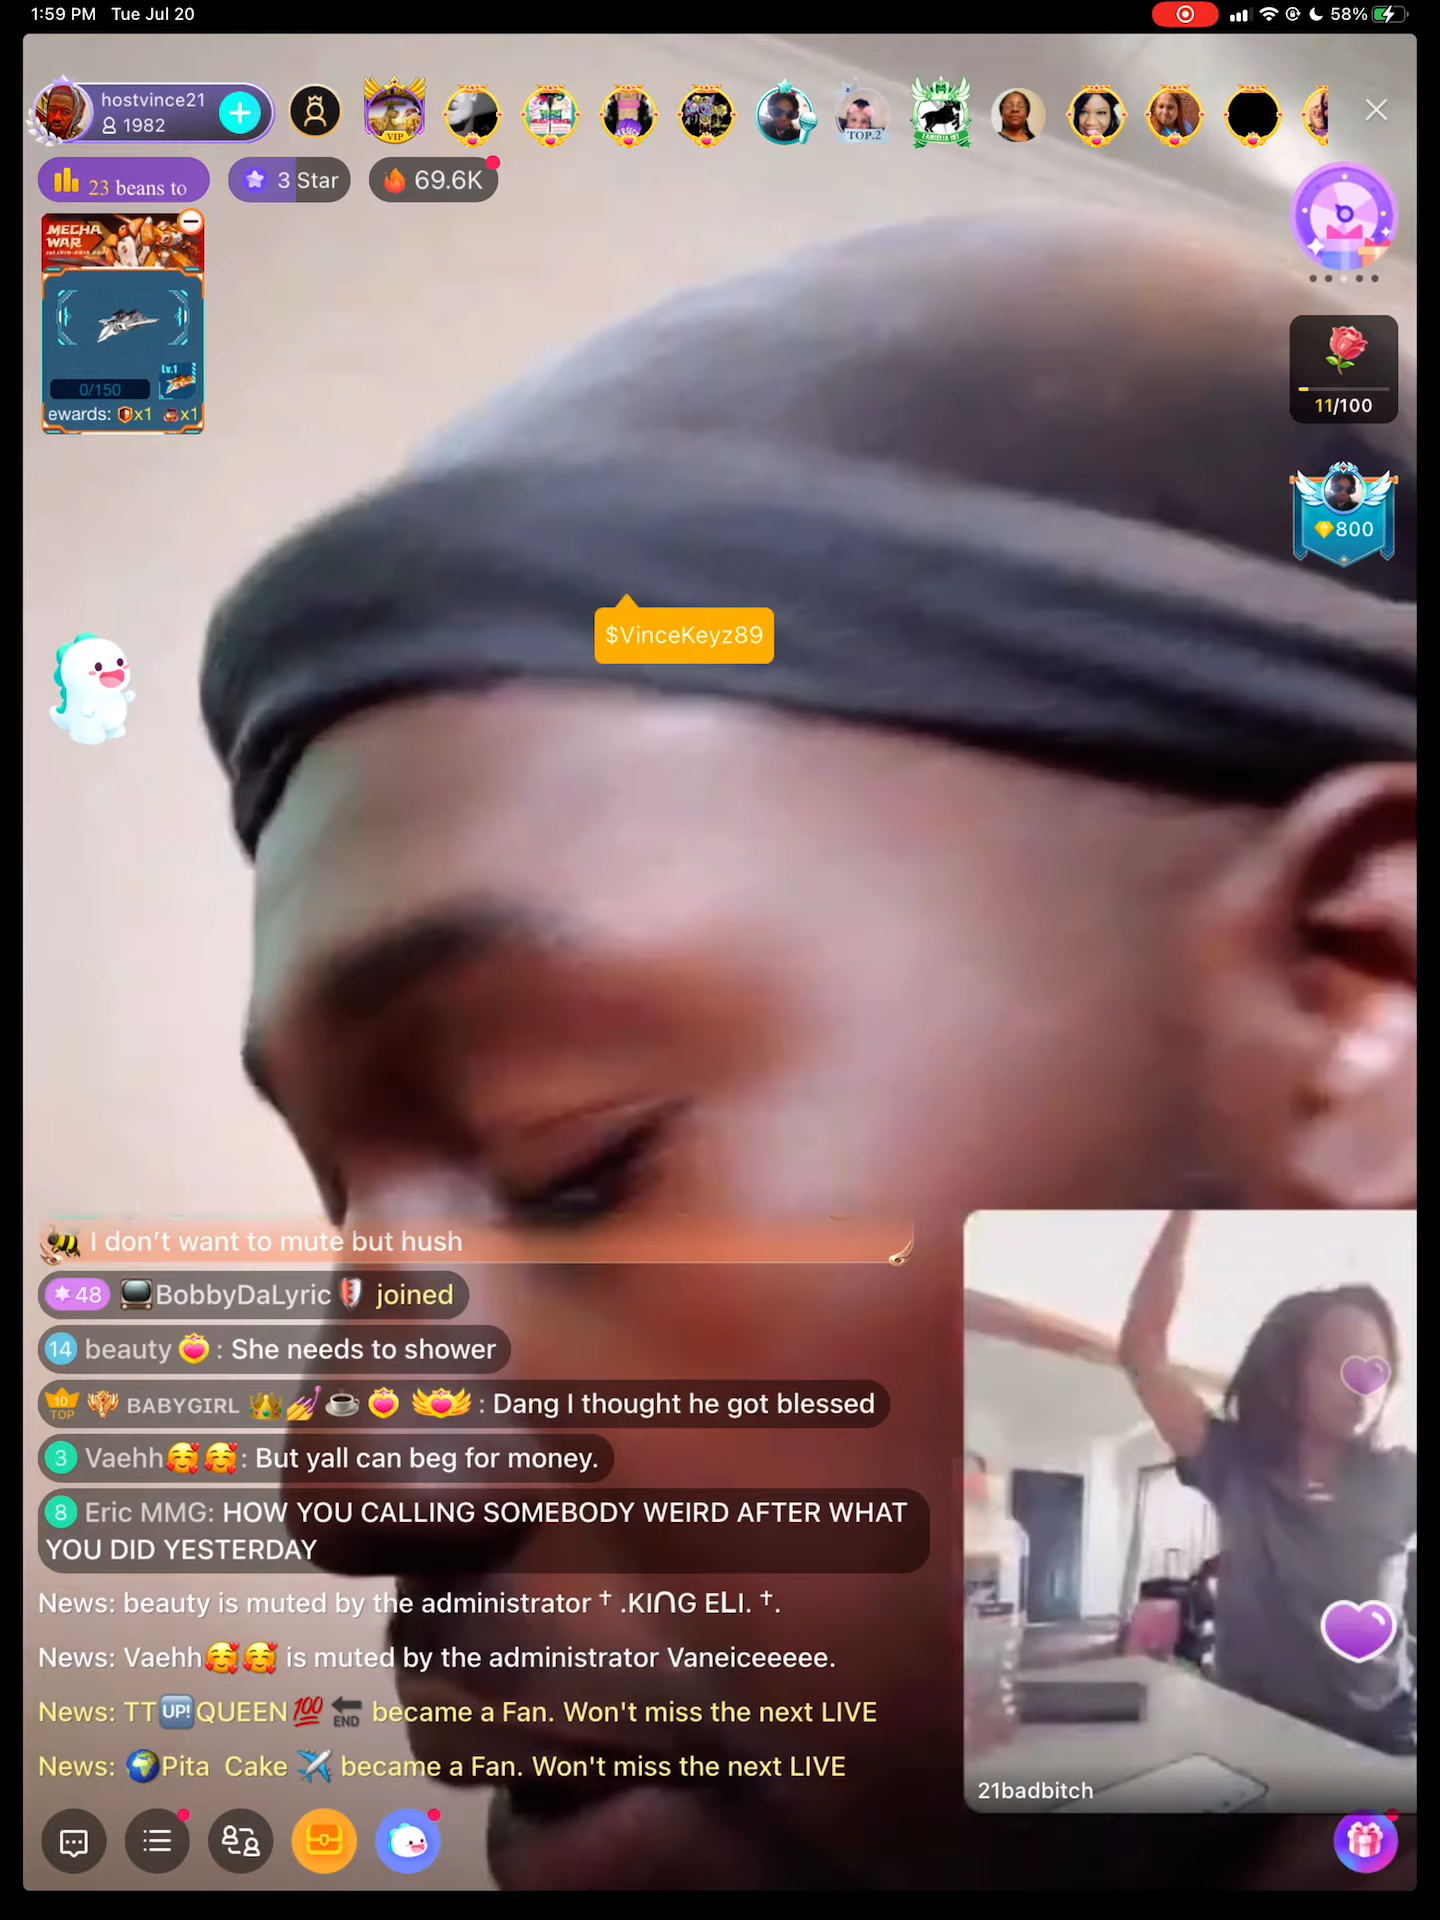 1:59 PM Tue Jul 20
58%
hostvince21
1982
VIP
TOP.2
23 beans to
3 Star
69.6K
MECHA
WAR
Lv.1
0/150
ewards: x1 x1
11/100
800
$VinceKeyz89
I don't want to mute but hush
48 BobbyDaLyric joined
14 beauty : She needs to shower
10 TOP BABYGIRL : Dang I thought he got blessed
3 Vaehh🥰🥰: But yall can beg for money.
8 Eric MMG: HOW YOU CALLING SOMEBODY WEIRD AFTER WHAT
YOU DID YESTERDAY
News: beauty is muted by the administrator † .KIՈG ELI. †.
News: Vaehh🥰🥰 is muted by the administrator Vaneiceeeee.
News: TT🆙QUEEN💯🔚 became a Fan. Won't miss the next LIVE
News: 🌍Pita Cake ✈️ became a Fan. Won't miss the next LIVE
21badbitch